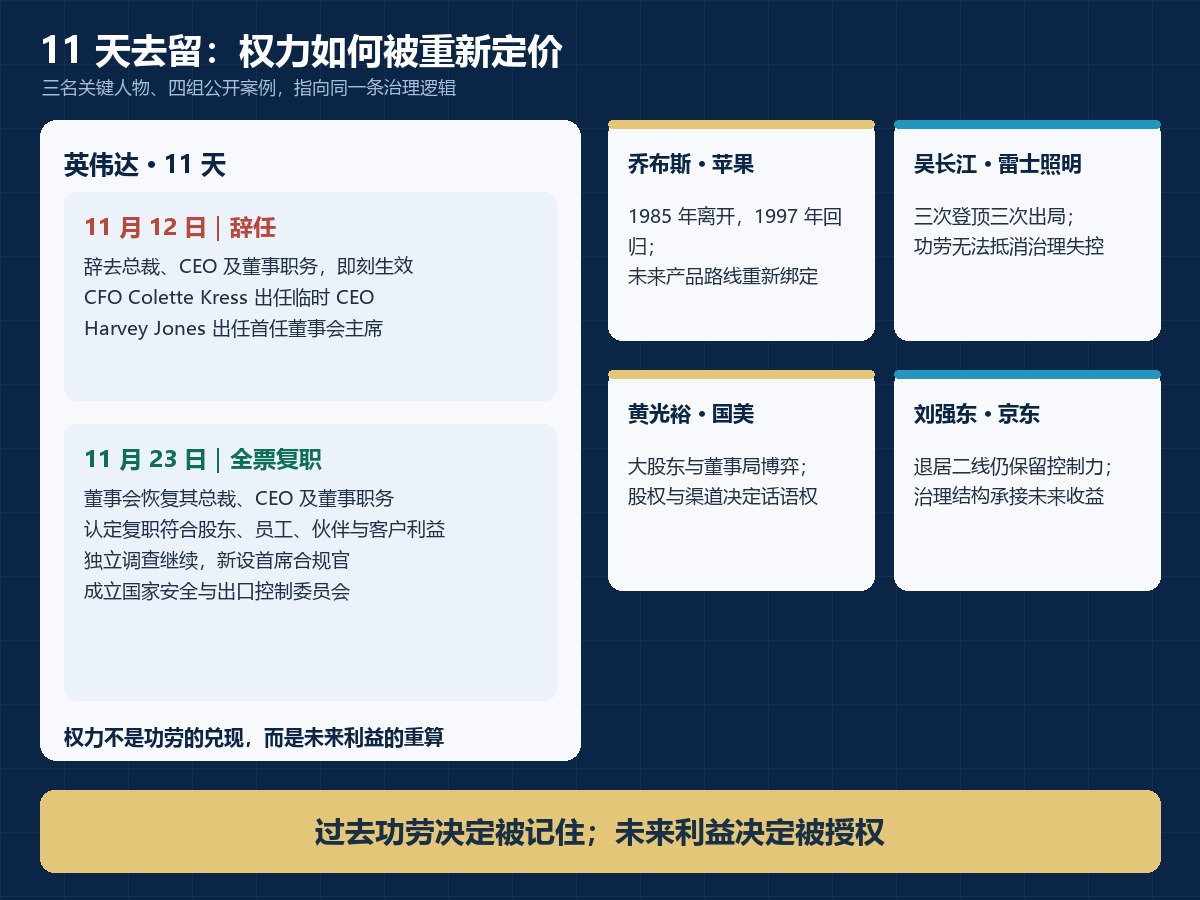 11 天去留：权力如何被重新定价
三名关键人物、四组公开案例，指向同一条治理逻辑
英伟达·11 天
11 月 12 日｜辞任
辞去总裁、CEO 及董事职务，即刻生效
CFO Colette Kress 出任临时 CEO
Harvey Jones 出任首任董事会主席
11 月 23 日｜全票复职
董事会恢复其总裁、CEO 及董事职务
认定复职符合股东、员工、伙伴与客户利益
独立调查继续，新设首席合规官
成立国家安全与出口控制委员会
权力不是功劳的兑现，而是未来利益的重算
乔布斯·苹果
1985 年离开，1997 年回
归；
未来产品路线重新绑定
吴长江·雷士照明
三次登顶三次出局；
功劳无法抵消治理失控
黄光裕·国美
大股东与董事局博弈；
股权与渠道决定话语权
刘强东·京东
退居二线仍保留控制力；
治理结构承接未来收益
过去功劳决定被记住；未来利益决定被授权